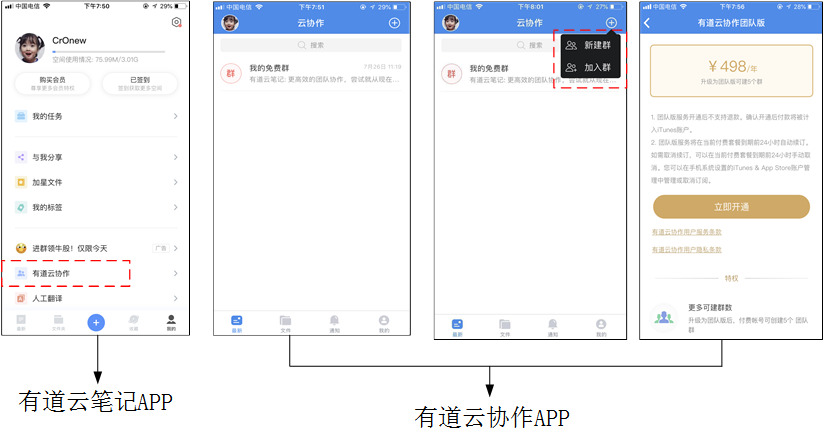 中国电信 下午7:50 29%
CrOnew
空间使用情况: 75.99M/3.01G
购买会员
尊享更多会员特权
已签到
签到获取更多空间
我的任务
与我分享
加星文件
我的标签
进群领牛股！仅限今天 广告
有道云协作
人工翻译
最新 文件夹 收藏 我的
中国电信 下午7:51 29%
云协作
搜索
我的免费群 7月26日 11:19
群
有道云笔记: 更高效的团队协作，尝试就从现在...
最新 文件 通知 我的
中国电信 下午8:01 27%
云协作
搜索
新建群
加入群
我的免费群
群
有道云笔记: 更高效的团队协作，尝试就从现在...
最新 文件 通知 我的
中国电信 下午7:56 28%
有道云协作团队版
￥498/年
升级为团队版可建5个群
1. 团队版服务开通后不支持退款。确认开通后付款将被计
入iTunes账户。
2. 团队版服务将在当前付费套餐到期前24小时自动续订。
如需取消续订，可以在当前付费套餐到期前24小时手动取
消。您可以在手机系统设置的iTunes & App Store账户管
理中管理或取消订阅。
立即开通
有道云协作用户服务条款
有道云协作用户隐私条款
特权
更多可建群数
升级为团队版后，付费帐号可创建5个 团队
群
有道云笔记APP
有道云协作APP